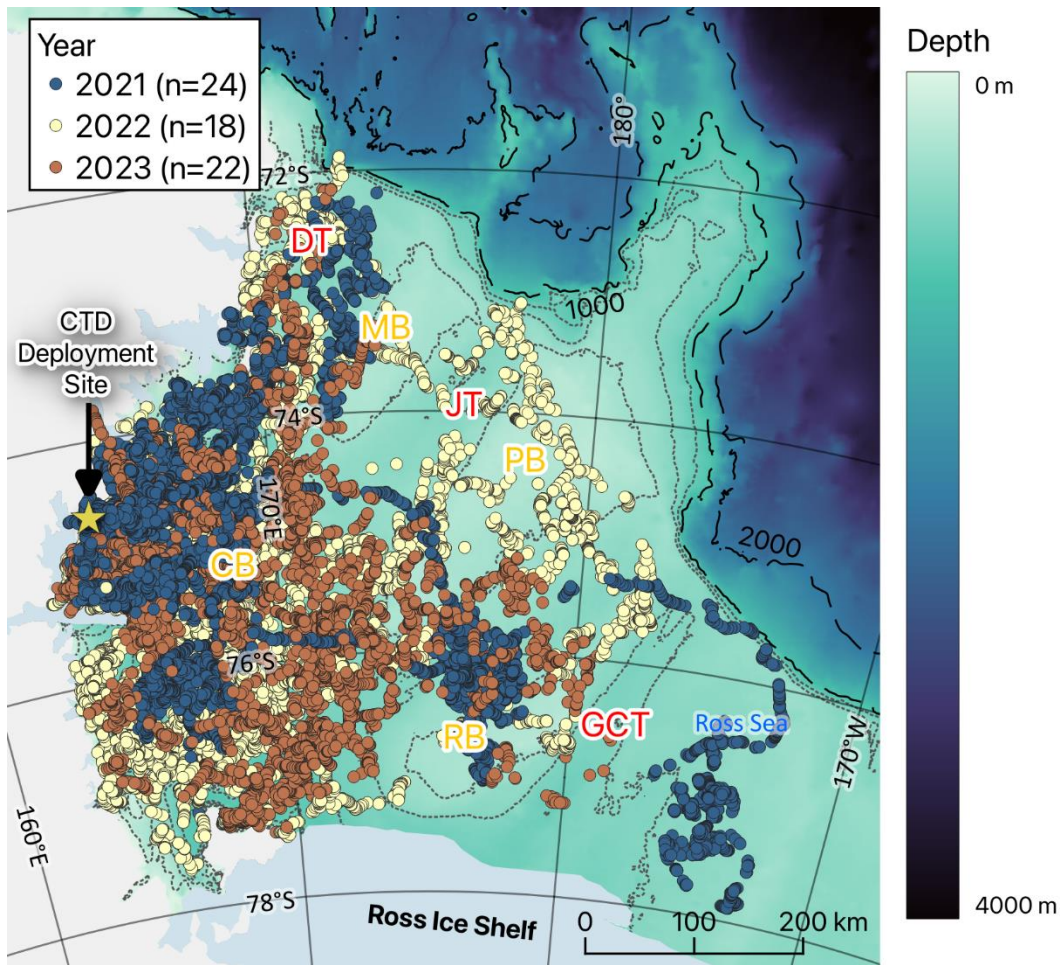 Year
2021 (n=24)
2022 (n=18)
2023 (n=22)
Depth
0 m
4000 m
180°
72°S
DT
1000
MB
CTD
Deployment
Site
JT
74°S
PB
170°E
2000
CB
76°S
RB
GCT
Ross Sea
170°W
160°E
78°S
Ross Ice Shelf
0 100 200 km